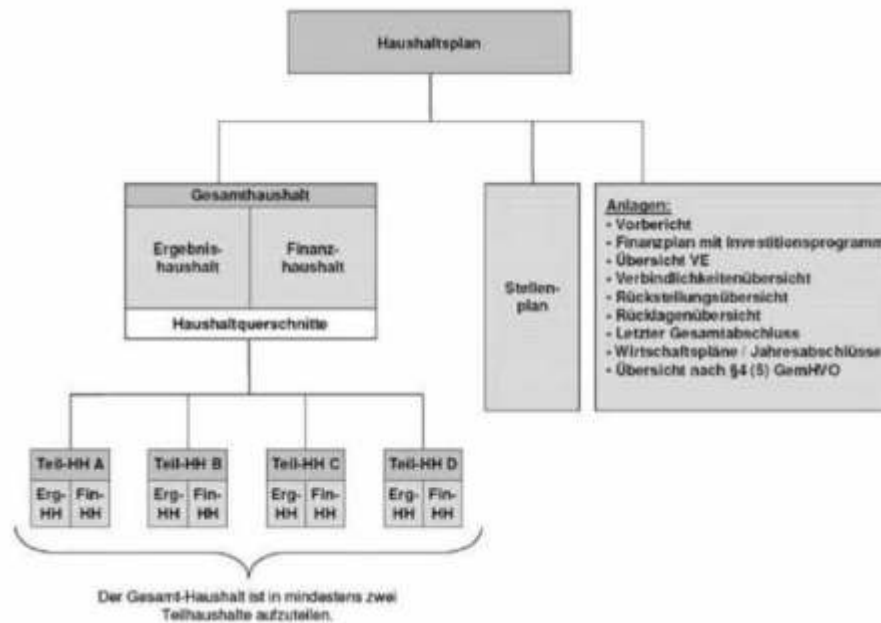 Haushaltsplan
Gesamthaushalt
Ergebnis-
haushalt
Finanz-
haushalt
Haushaltquerschnitte
Stellen-
plan
Anlagen:
- Vorbericht
- Finanzplan mit Investitionsprogramm
- Übersicht VE
- Verbindlichkeitenübersicht
- Rückstellungsübersicht
- Rücklagenübersicht
- Letzter Gesamtabschluss
- Wirtschaftspläne / Jahresabschlüsse
- Übersicht nach §4 (5) GemHVO
Teil-HH A
Erg-
HH
Fin-
HH
Teil-HH B
Erg-
HH
Fin-
HH
Teil-HH C
Erg-
HH
Fin-
HH
Teil-HH D
Erg-
HH
Fin-
HH
Der Gesamt-Haushalt ist in mindestens zwei
Teilhaushalte aufzuteilen.